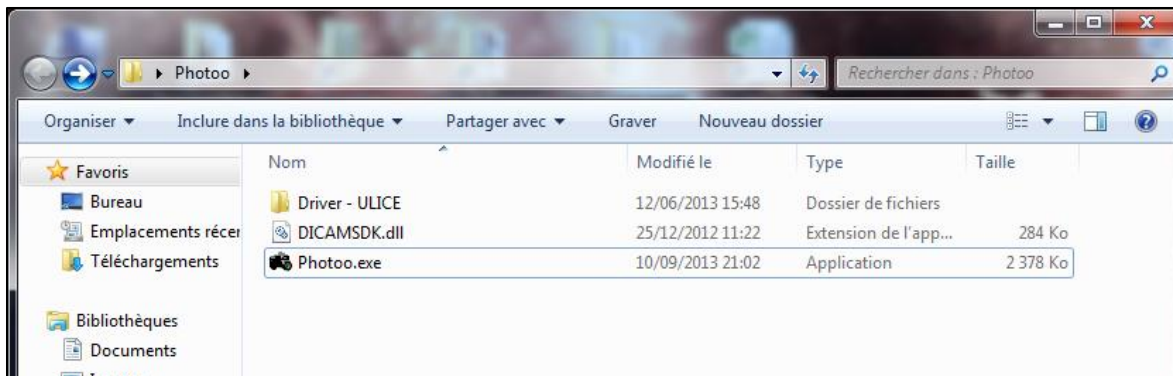 Photoo
Rechercher dans : Photoo
Organiser Inclure dans la bibliothèque Partager avec Graver Nouveau dossier
Nom Modifié le Type Taille
Favoris
Bureau
Emplacements récer
Téléchargements
Bibliothèques
Documents
Driver - ULICE 12/06/2013 15:48 Dossier de fichiers
DICAMSDK.dll 25/12/2012 11:22 Extension de l'app... 284 Ko
Photoo.exe 10/09/2013 21:02 Application 2 378 Ko